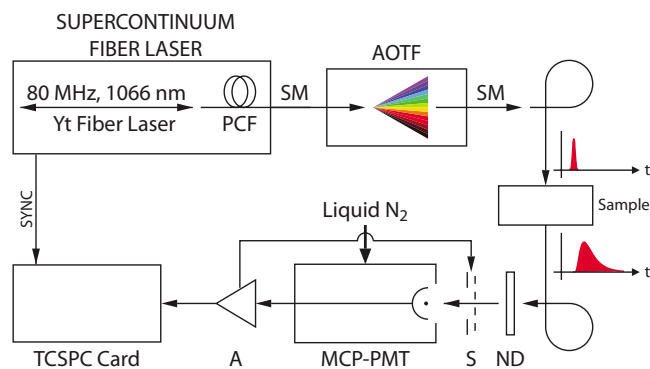 SUPERCONTINUUM
FIBER LASER
AOTF
80 MHz, 1066 nm
Yt Fiber Laser
PCF
SM
SM
t
SYNC
Sample
Liquid N2
t
TCSPC Card
A
MCP-PMT
S
ND